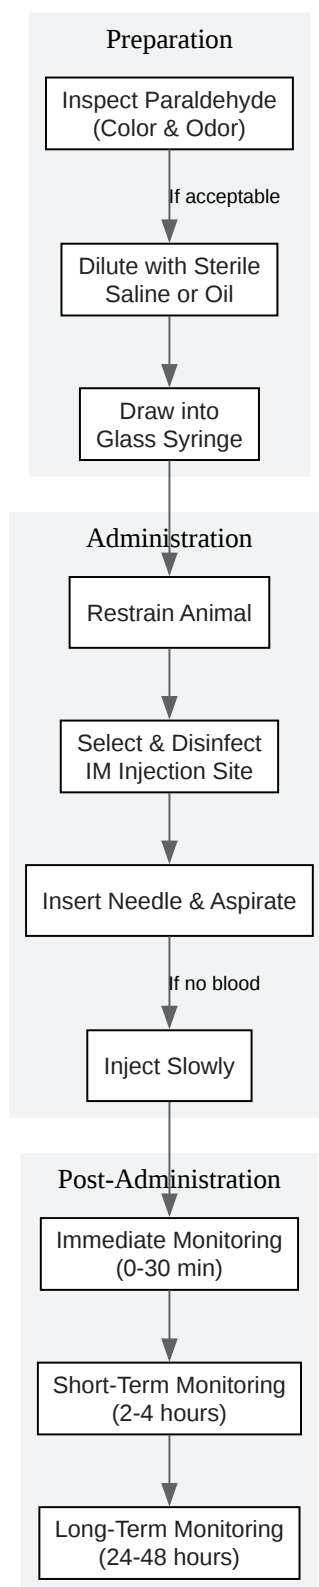 Preparation
Inspect Paraldehyde
(Color & Odor)
If acceptable
Dilute with Sterile
Saline or Oil
Draw into
Glass Syringe
Administration
Restrain Animal
Select & Disinfect
IM Injection Site
Insert Needle & Aspirate
If no blood
Inject Slowly
Post-Administration
Immediate Monitoring
(0-30 min)
Short-Term Monitoring
(2-4 hours)
Long-Term Monitoring
(24-48 hours)